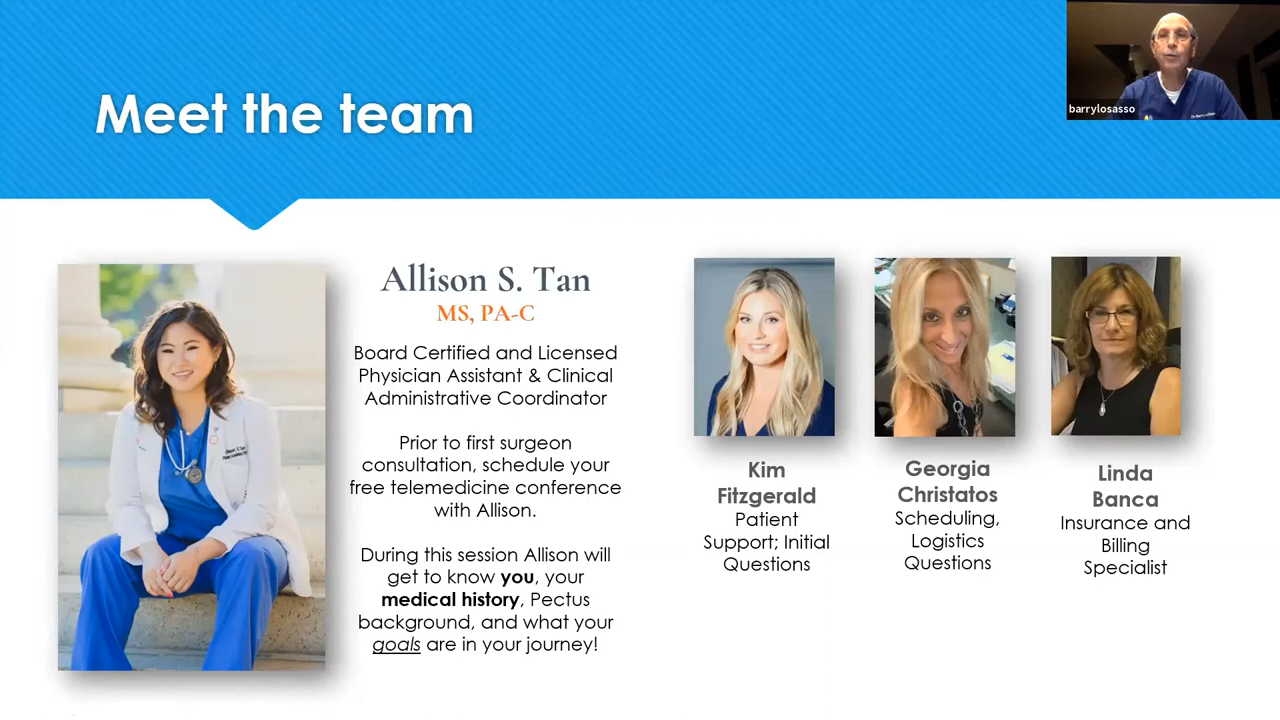 Meet the team
barrylosasso
Allison S. Tan
MS, PA-C
Board Certified and Licensed
Physician Assistant & Clinical
Administrative Coordinator
Prior to first surgeon
consultation, schedule your
free telemedicine conference
with Allison.
During this session Allison will
get to know you, your
medical history, Pectus
background, and what your
goals are in your journey!
Allison S Tan
Kim
Fitzgerald
Patient
Support; Initial
Questions
Georgia
Christatos
Scheduling,
Logistics
Questions
Linda
Banca
Insurance and
Billing
Specialist